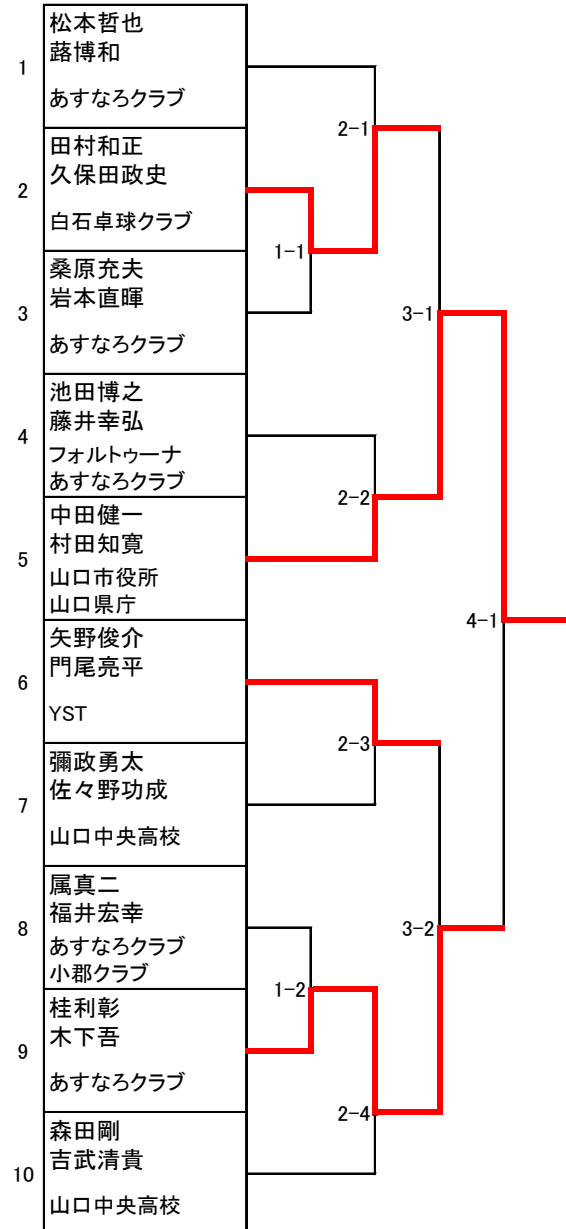 松本哲也
蕗博和
1
あすなろクラブ
2-1
田村和正
久保田政史
2
白石卓球クラブ
1-1
桑原充夫
岩本直暉
3
あすなろクラブ
3-1
池田博之
藤井幸弘
4
フォルトゥーナ
あすなろクラブ
2-2
中田健一
村田知寛
5
山口市役所
山口県庁
4-1
矢野俊介
門尾亮平
6
YST
2-3
彌政勇太
佐々野功成
7
山口中央高校
属真二
福井宏幸
8
あすなろクラブ
小郡クラブ
3-2
1-2
桂利彰
木下吾
9
あすなろクラブ
2-4
森田剛
吉武清貴
10
山口中央高校